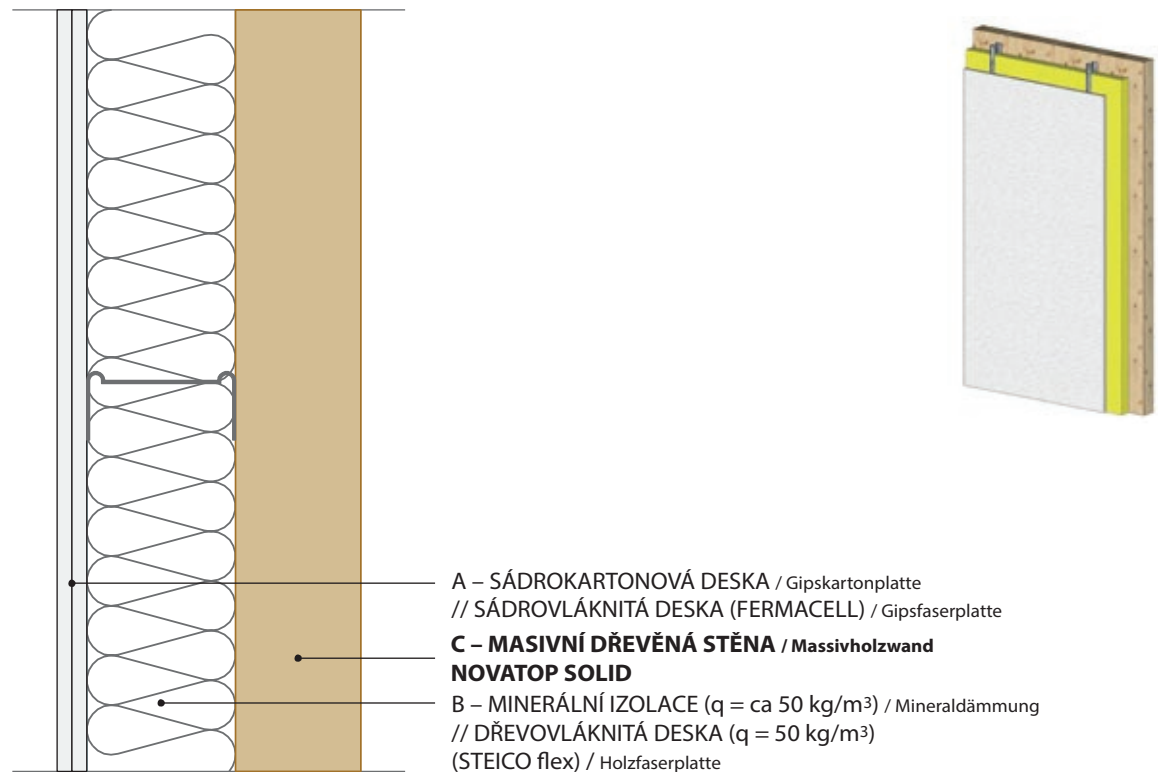 A – SÁDROKARTONOVÁ DESKA / Gipskartonplatte
// SÁDROVLÁKNITÁ DESKA (FERMACELL) / Gipsfaserplatte
C – MASIVNÍ DŘEVĚNÁ STĚNA / Massivholzwand
NOVATOP SOLID
B – MINERÁLNÍ IZOLACE (q = ca 50 kg/m³) / Mineraldämmung
// DŘEVOVLÁKNITÁ DESKA (q = 50 kg/m³)
(STEICO flex) / Holzfaserplatte